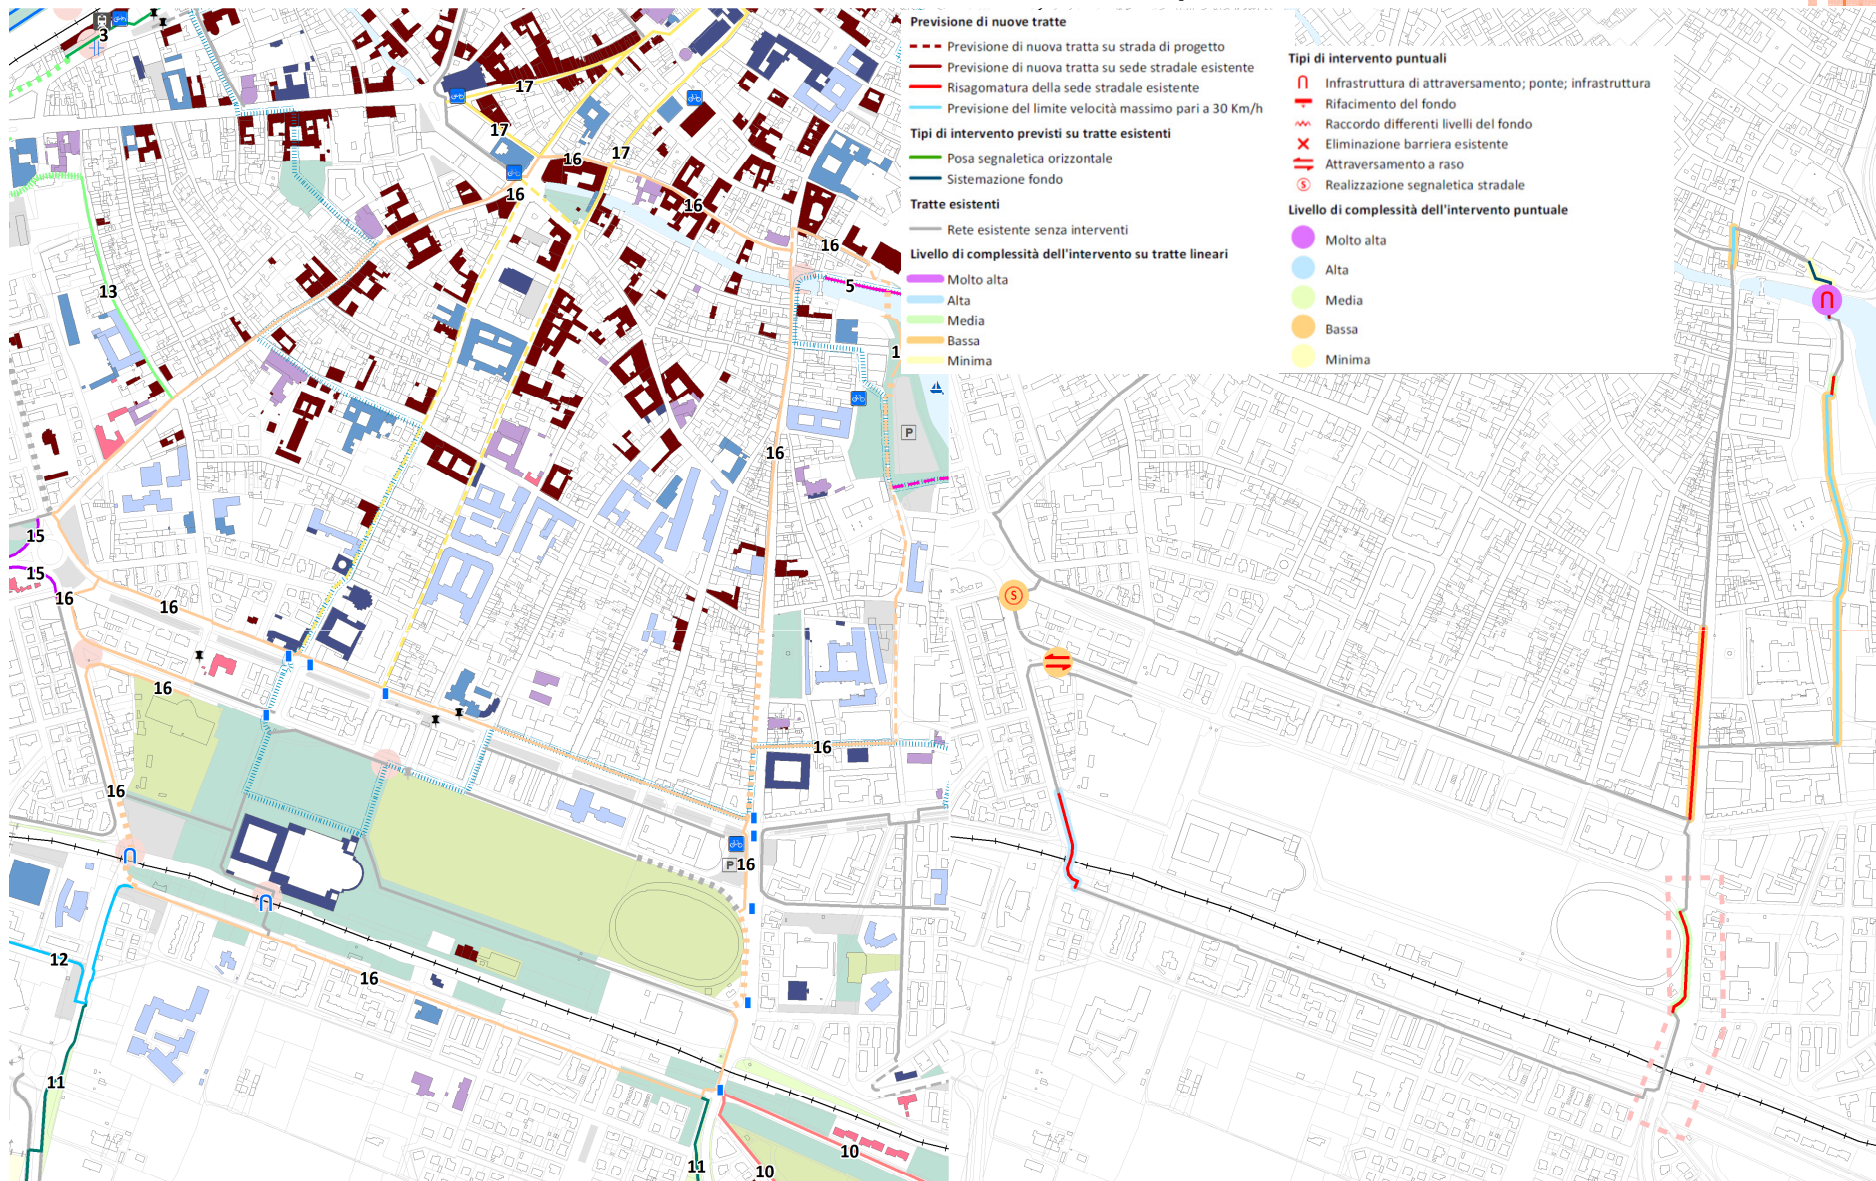 Previsione di nuove tratte
Previsione di nuova tratta su strada di progetto
Previsione di nuova tratta su sede stradale esistente
Risagomatura della sede stradale esistente
Previsione del limite velocità massimo pari a 30 Km/h
Tipi di intervento previsti su tratte esistenti
Posa segnaletica orizzontale
Sistemazione fondo
Tratte esistenti
Rete esistente senza interventi
Livello di complessità dell'intervento su tratte lineari
Molto alta
Alta
Media
Bassa
Minima
Tipi di intervento puntuali
Infrastruttura di attraversamento; ponte; infrastruttura
Rifacimento del fondo
Raccordo differenti livelli del fondo
Eliminazione barriera esistente
Attraversamento a raso
S Realizzazione segnaletica stradale
Livello di complessità dell'intervento puntuale
Molto alta
Alta
Media
Bassa
Minima
3
17
17
16
17
16
16
16
13
5
1
P
16
15
15
16
16
16
16
16
P 16
12
16
11
10
11
10
S